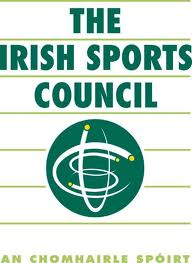 THE
IRISH SPORTS
COUNCIL
AN CHOMHAIRLE SPÓIRT